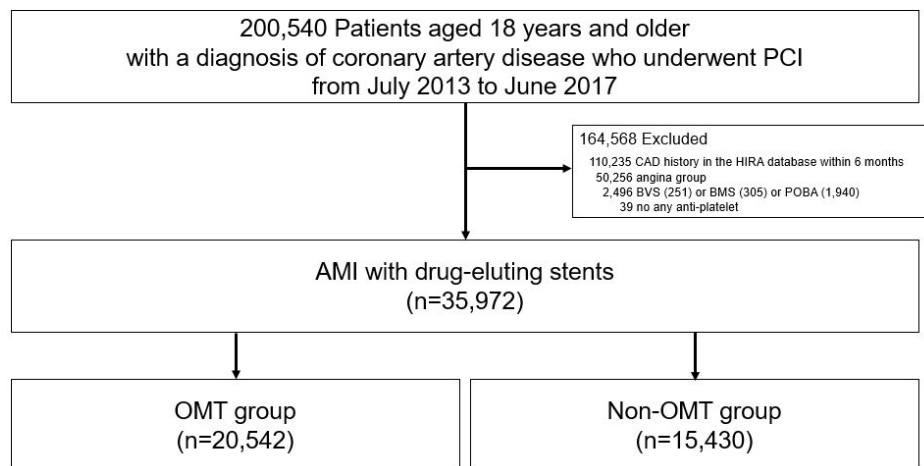 200,540 Patients aged 18 years and older
with a diagnosis of coronary artery disease who underwent PCI
from July 2013 to June 2017
164,568 Excluded
110,235 CAD history in the HIRA database within 6 months
50,256 angina group
2,496 BVS (251) or BMS (305) or POBA (1,940)
39 no any anti-platelet
AMI with drug-eluting stents
(n=35,972)
OMT group
(n=20,542)
Non-OMT group
(n=15,430)